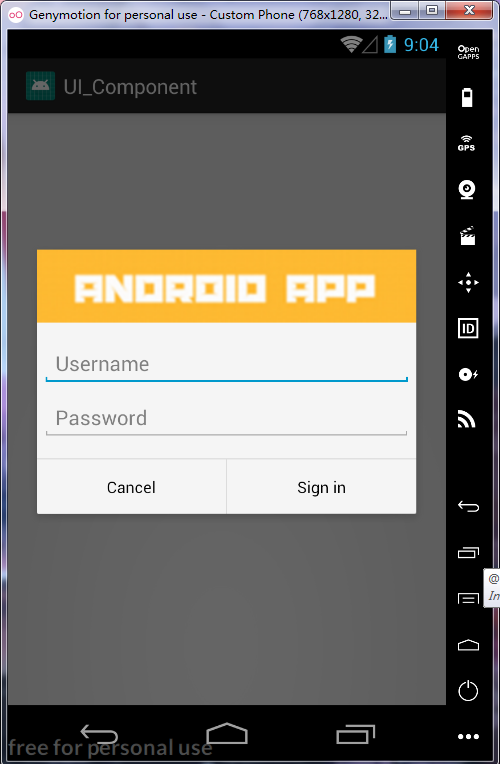 Genymotion for personal use - Custom Phone (768x1280, 32...
9:04
Open
GAPPS
UI_Component
GPS
ANDROID APP
Username
Password
ID
Cancel
Sign in
@
In
free for personal use